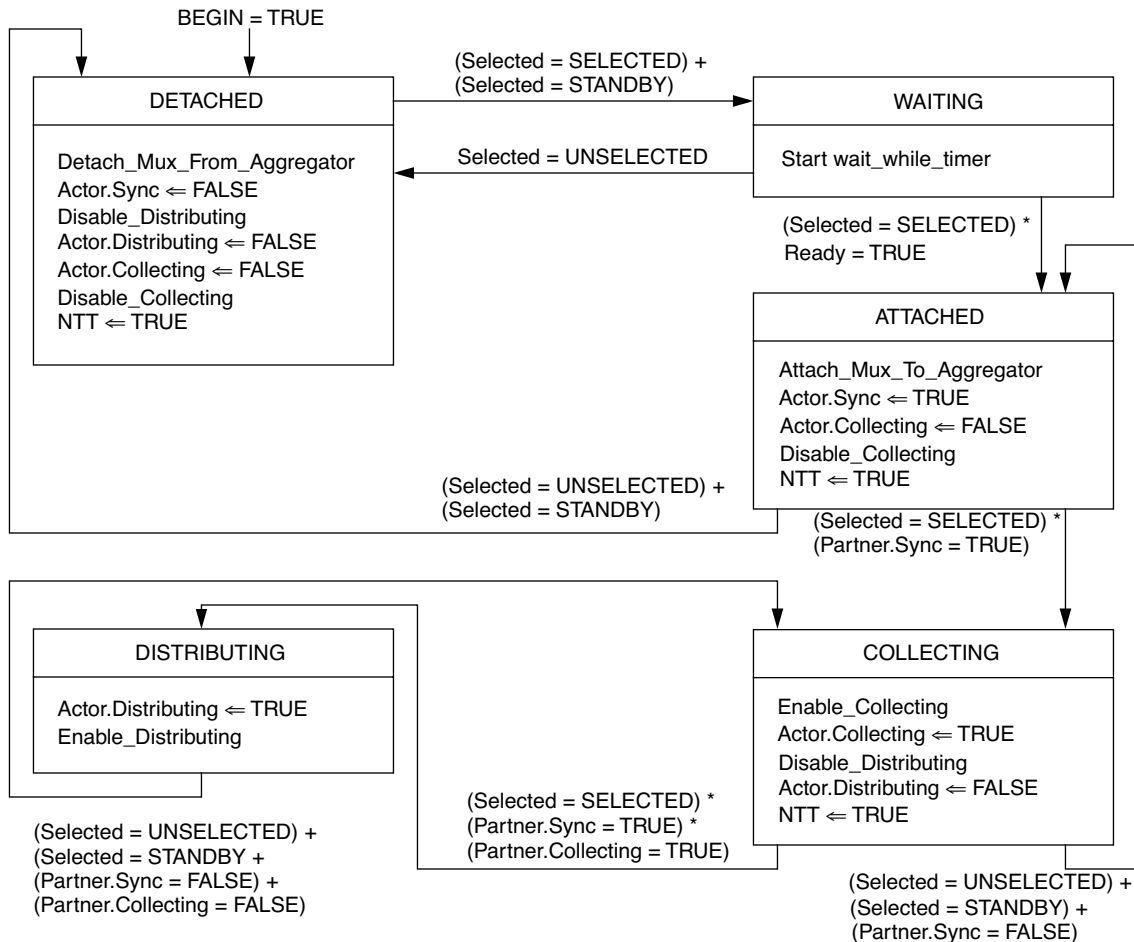 BEGIN = TRUE
(Selected = SELECTED) +
(Selected = STANDBY)
DETACHED
Detach_Mux_From_Aggregator
Actor.Sync ⇐ FALSE
Disable_Distributing
Actor.Distributing ⇐ FALSE
Actor.Collecting ⇐ FALSE
Disable_Collecting
NTT ⇐ TRUE
Selected = UNSELECTED
WAITING
Start wait_while_timer
(Selected = SELECTED) *
Ready = TRUE
ATTACHED
Attach_Mux_To_Aggregator
Actor.Sync ⇐ TRUE
Actor.Collecting ⇐ FALSE
Disable_Collecting
NTT ⇐ TRUE
(Selected = UNSELECTED) +
(Selected = STANDBY)
(Selected = SELECTED) *
(Partner.Sync = TRUE)
DISTRIBUTING
Actor.Distributing ⇐ TRUE
Enable_Distributing
COLLECTING
Enable_Collecting
Actor.Collecting ⇐ TRUE
Disable_Distributing
Actor.Distributing ⇐ FALSE
NTT ⇐ TRUE
(Selected = SELECTED) *
(Partner.Sync = TRUE) *
(Partner.Collecting = TRUE)
(Selected = UNSELECTED) +
(Selected = STANDBY +
(Partner.Sync = FALSE) +
(Partner.Collecting = FALSE)
(Selected = UNSELECTED) +
(Selected = STANDBY) +
(Partner.Sync = FALSE)